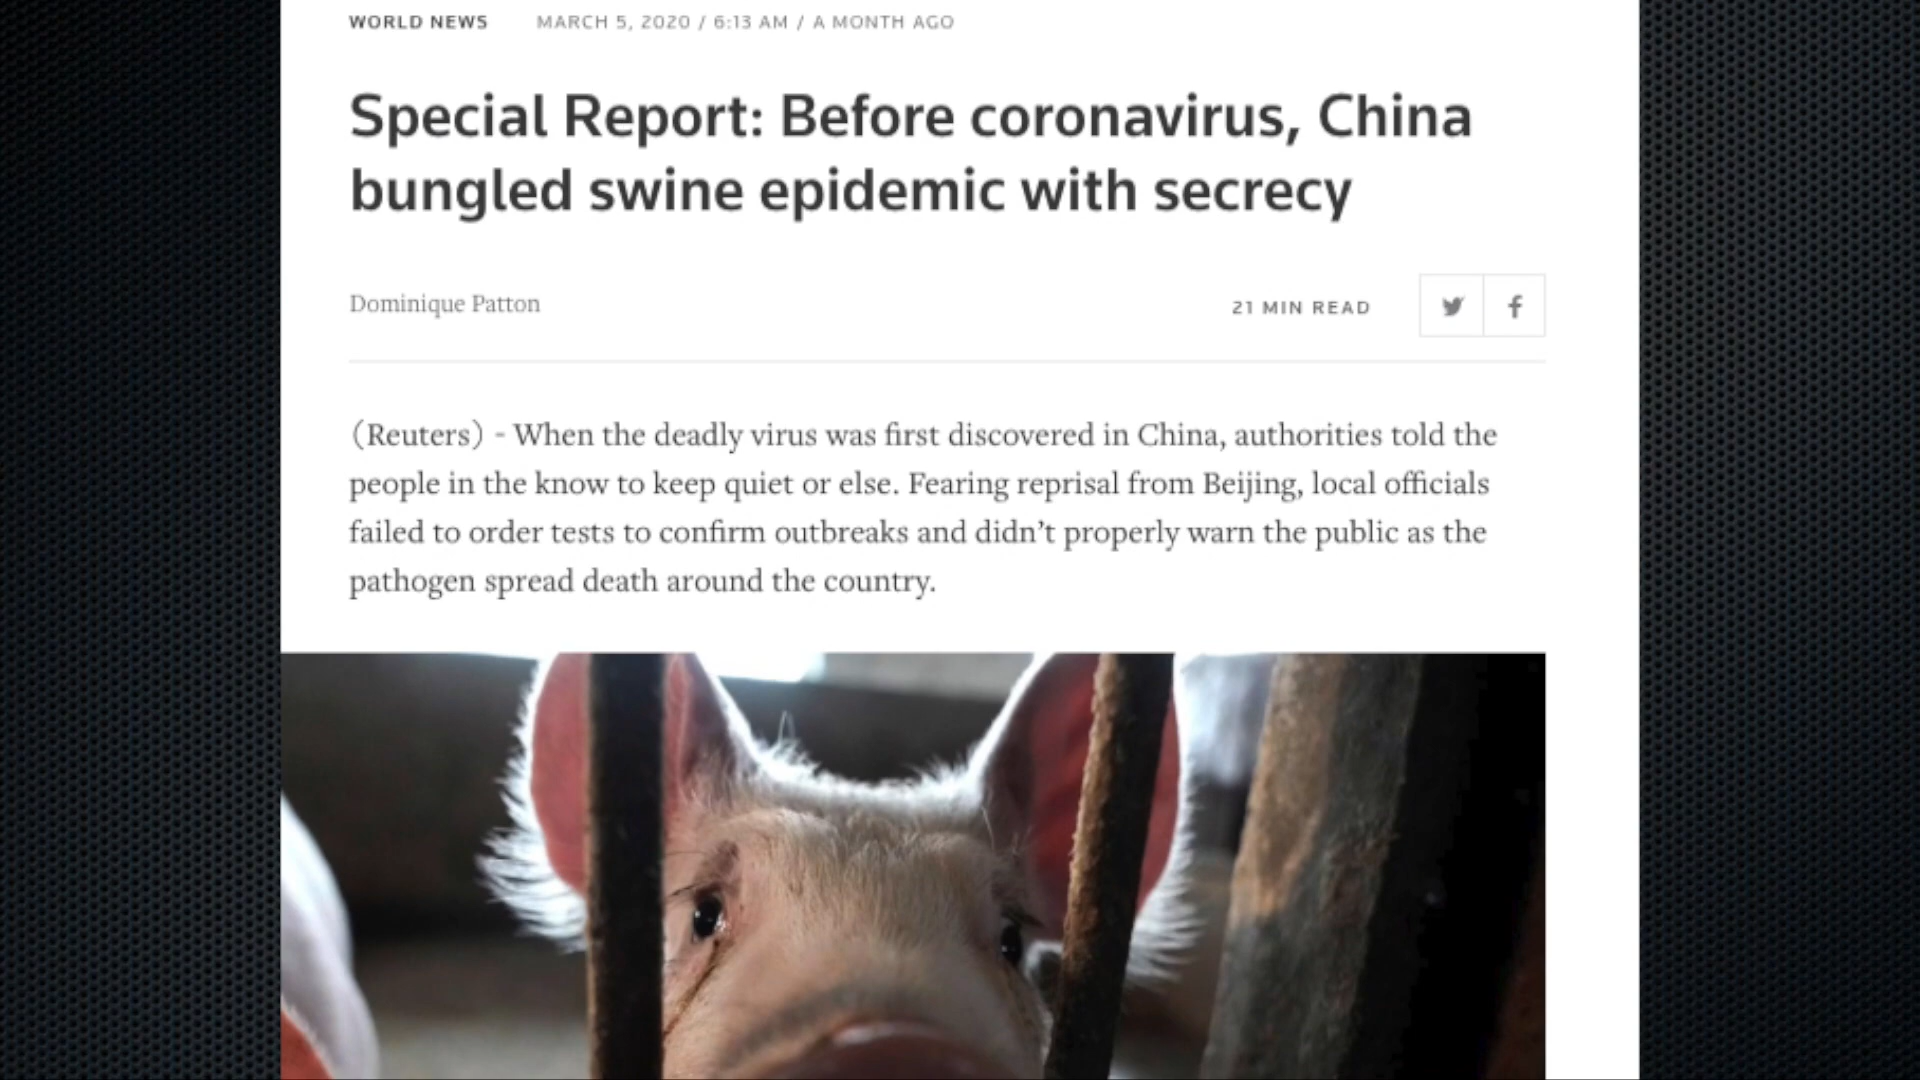 WORLD NEWS MARCH 5, 2020 / 6:13 AM / A MONTH AGO
Special Report: Before coronavirus, China
bungled swine epidemic with secrecy
Dominique Patton 21 MIN READ
(Reuters) - When the deadly virus was first discovered in China, authorities told the
people in the know to keep quiet or else. Fearing reprisal from Beijing, local officials
failed to order tests to confirm outbreaks and didn’t properly warn the public as the
pathogen spread death around the country.